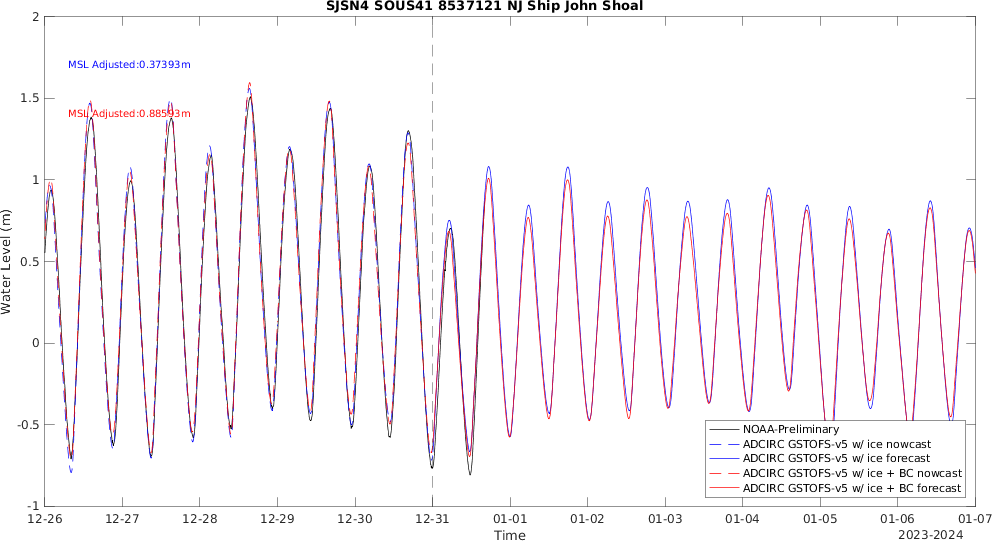 SJSN4 SOUS41 8537121 NJ Ship John Shoal
2
MSL Adjusted:0.37393m
1.5
MSL Adjusted:0.88593m
1
Water Level (m)
0.5
0
-0.5
-1
NOAA-Preliminary
ADCIRC GSTOFS-v5 w/ ice nowcast
ADCIRC GSTOFS-v5 w/ ice forecast
ADCIRC GSTOFS-v5 w/ ice + BC nowcast
ADCIRC GSTOFS-v5 w/ ice + BC forecast
12-26 12-27 12-28 12-29 12-30 12-31 01-01 01-02 01-03 01-04 01-05 01-06 01-07
Time
2023-2024